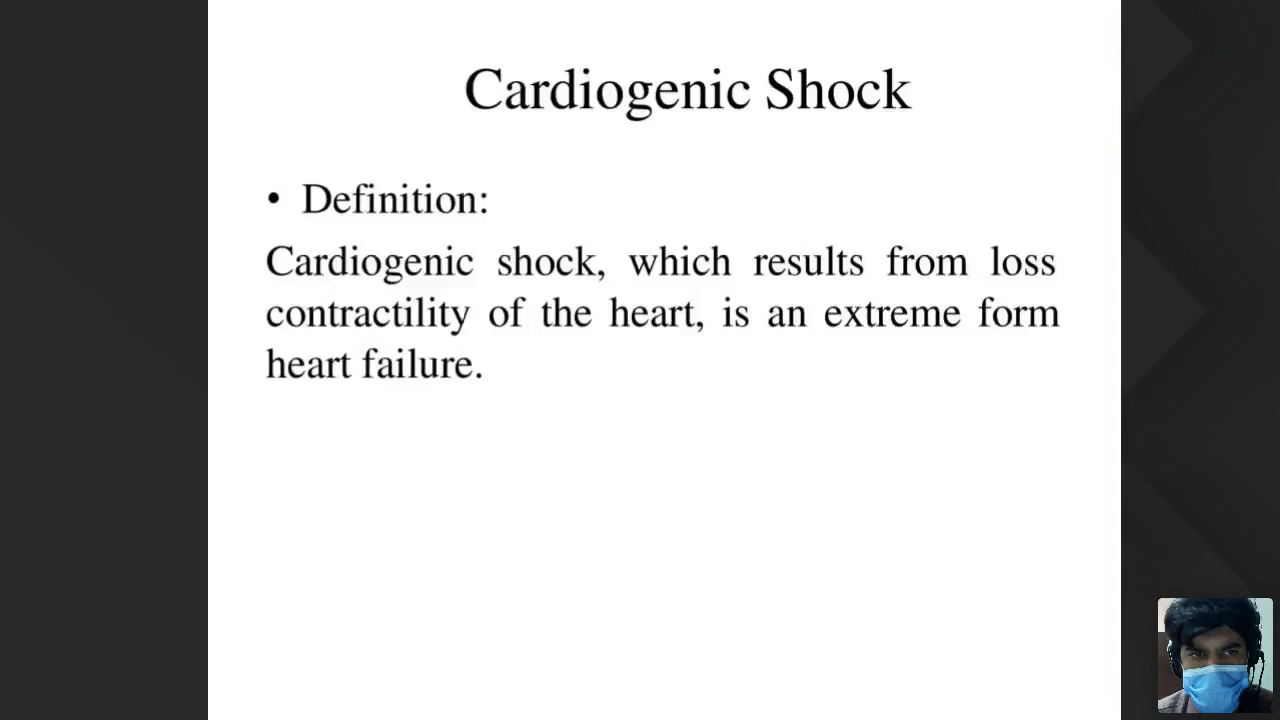 Cardiogenic Shock
• Definition:
Cardiogenic shock, which results from loss
contractility of the heart, is an extreme form
heart failure.